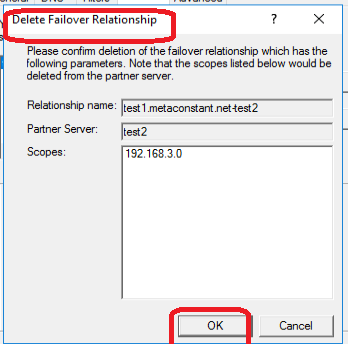 Advanced
Delete Failover Relationship
?
Please confirm deletion of the failover relationship which has the
following parameters. Note that the scopes listed below would be
deleted from the partner server.
Relationship name:
test1.metaconstant.net-test2
Partner Server:
test2
Scopes:
192.168.3.0
OK
Cancel